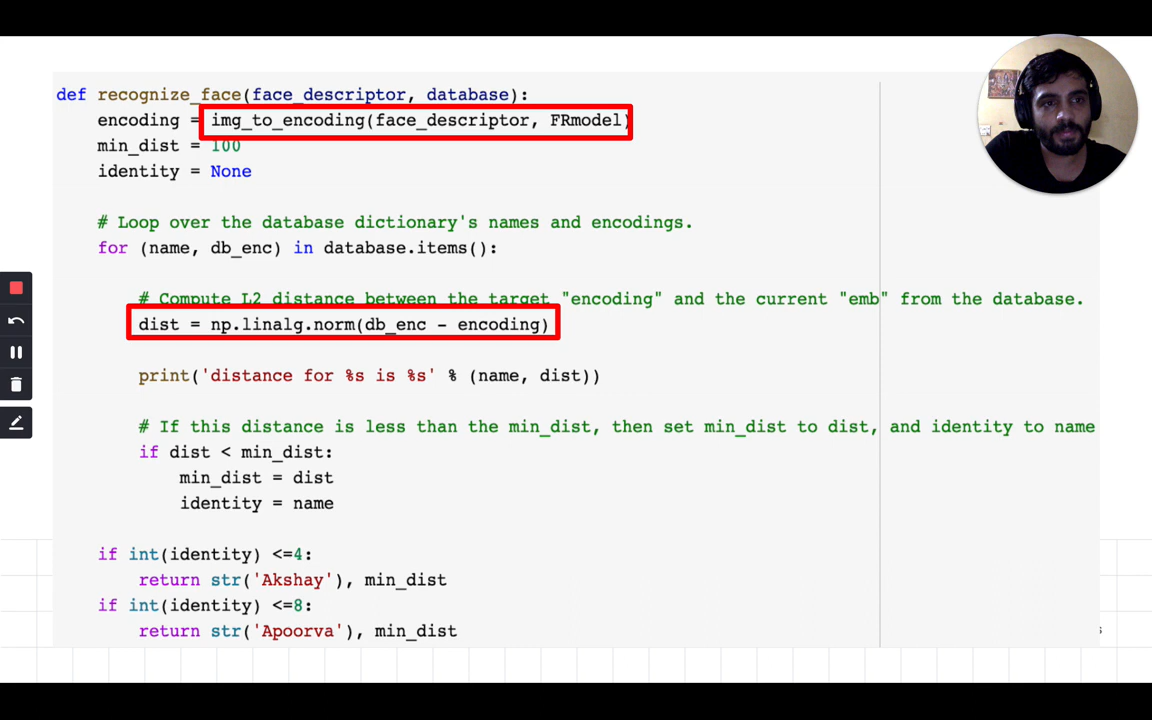 def recognize_face(face_descriptor, database):
encoding = img_to_encoding(face_descriptor, FRmodel)
min_dist = 100
identity = None
# Loop over the database dictionary's names and encodings.
for (name, db_enc) in database.items():
# Compute L2 distance between the target "encoding" and the current "emb" from the database.
dist = np.linalg.norm(db_enc - encoding)
print('distance for %s is %s' % (name, dist))
# If this distance is less than the min_dist, then set min_dist to dist, and identity to name
if dist < min_dist:
min_dist = dist
identity = name
if int(identity) <=4:
return str('Akshay'), min_dist
if int(identity) <=8:
return str('Apoorva'), min_dist